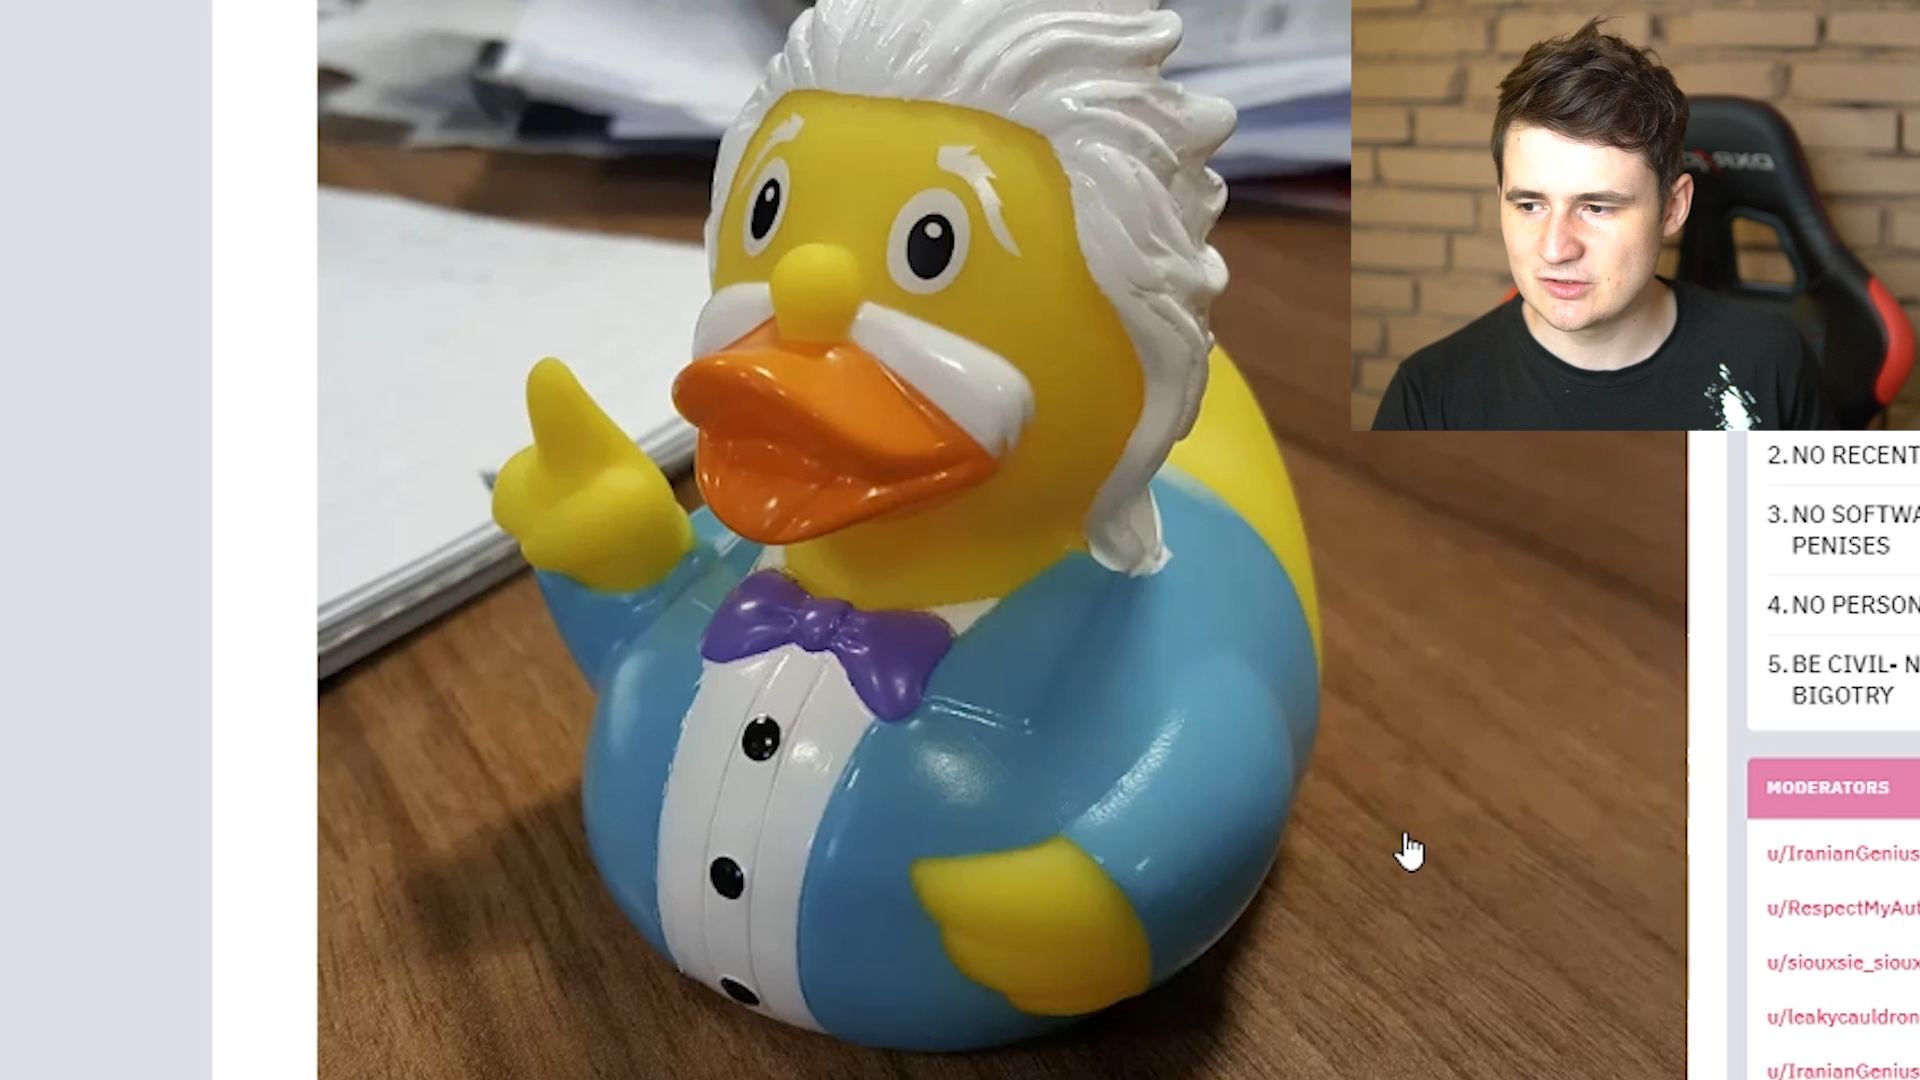 2. NO RECENT
3. NO SOFTWA
PENISES
4. NO PERSON
5. BE CIVIL- N
BIGOTRY
MODERATORS
u/IranianGenius
u/RespectMyAut
u/siouxsie_sioux
u/leakycauldron
u/IranianGenius